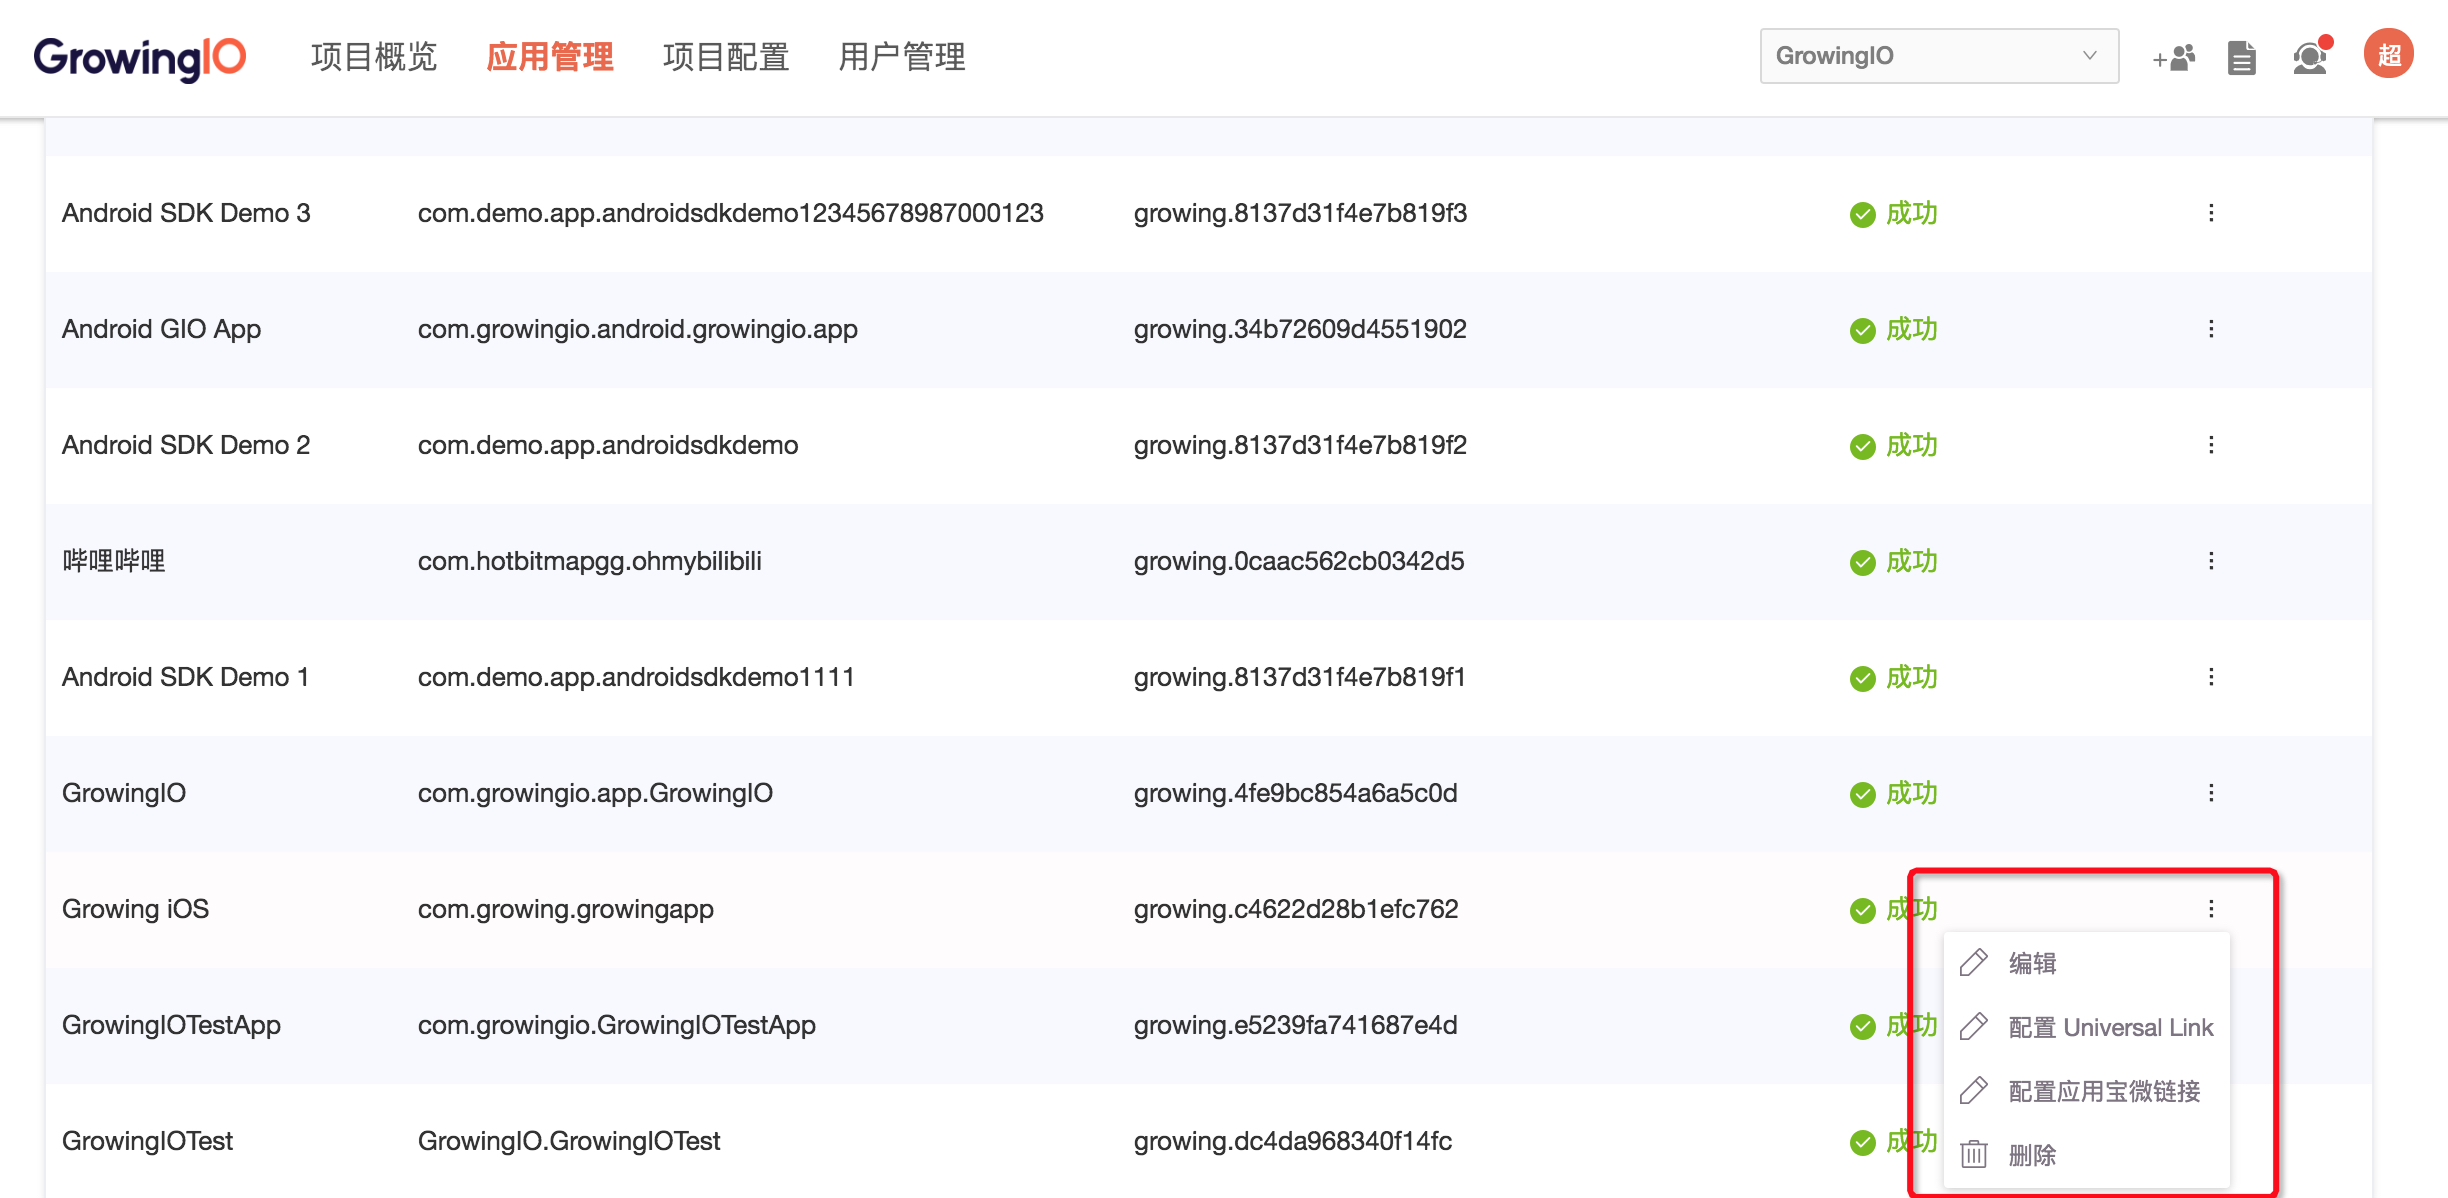 GrowingIO 项目概览 应用管理 项目配置 用户管理 GrowingIO 超
Android SDK Demo 3 com.demo.app.androidsdkdemo12345678987000123 growing.8137d31f4e7b819f3 成功
Android GIO App com.growingio.android.growingio.app growing.34b72609d4551902 成功
Android SDK Demo 2 com.demo.app.androidsdkdemo growing.8137d31f4e7b819f2 成功
哔哩哔哩 com.hotbitmapgg.ohmybilibili growing.0caac562cb0342d5 成功
Android SDK Demo 1 com.demo.app.androidsdkdemo1111 growing.8137d31f4e7b819f1 成功
GrowingIO com.growingio.app.GrowingIO growing.4fe9bc854a6a5c0d 成功
Growing iOS com.growing.growingapp growing.c4622d28b1efc762 成功
编辑
GrowingIOTestApp com.growingio.GrowingIOTestApp growing.e5239fa741687e4d 成功
配置 Universal Link
配置应用宝微链接
GrowingIOTest GrowingIO.GrowingIOTest growing.dc4da968340f14fc 成功
删除